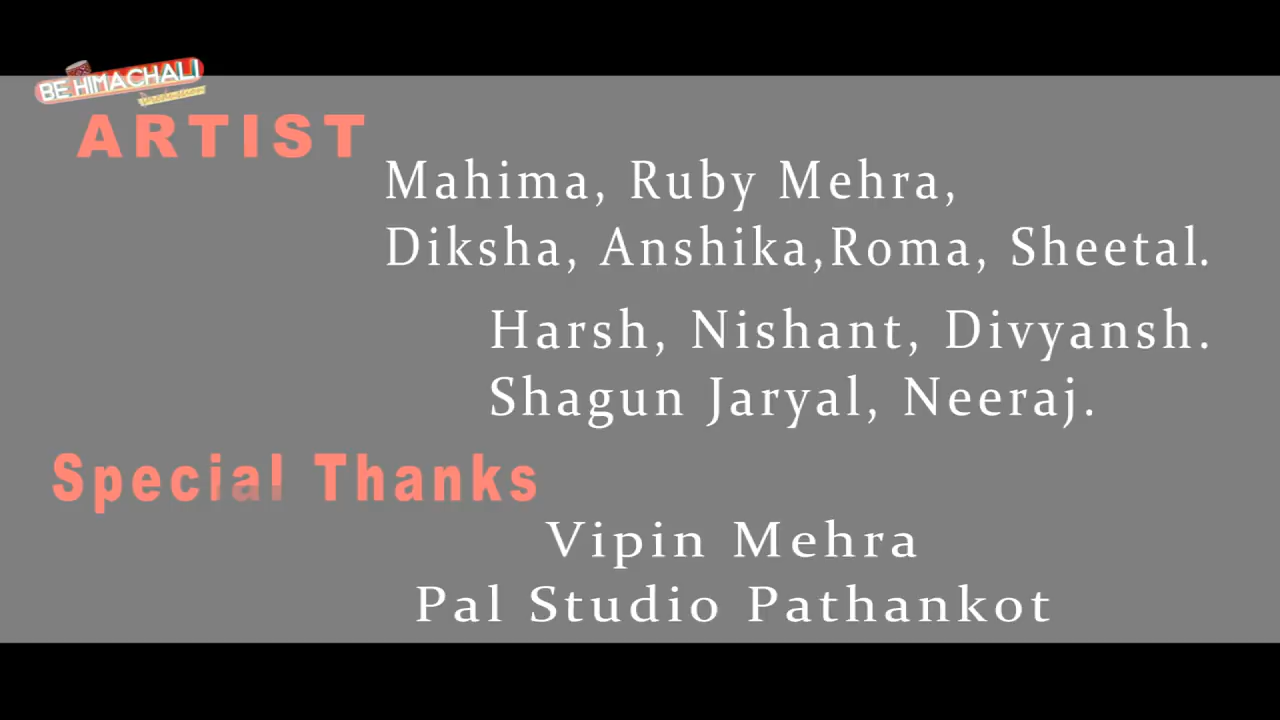 BE HIMACHALI
Production
ARTIST
Mahima, Ruby Mehra,
Diksha, Anshika,Roma, Sheetal.
Harsh, Nishant, Divyansh.
Shagun Jaryal, Neeraj.
Special Thanks
Vipin Mehra
Pal Studio Pathankot